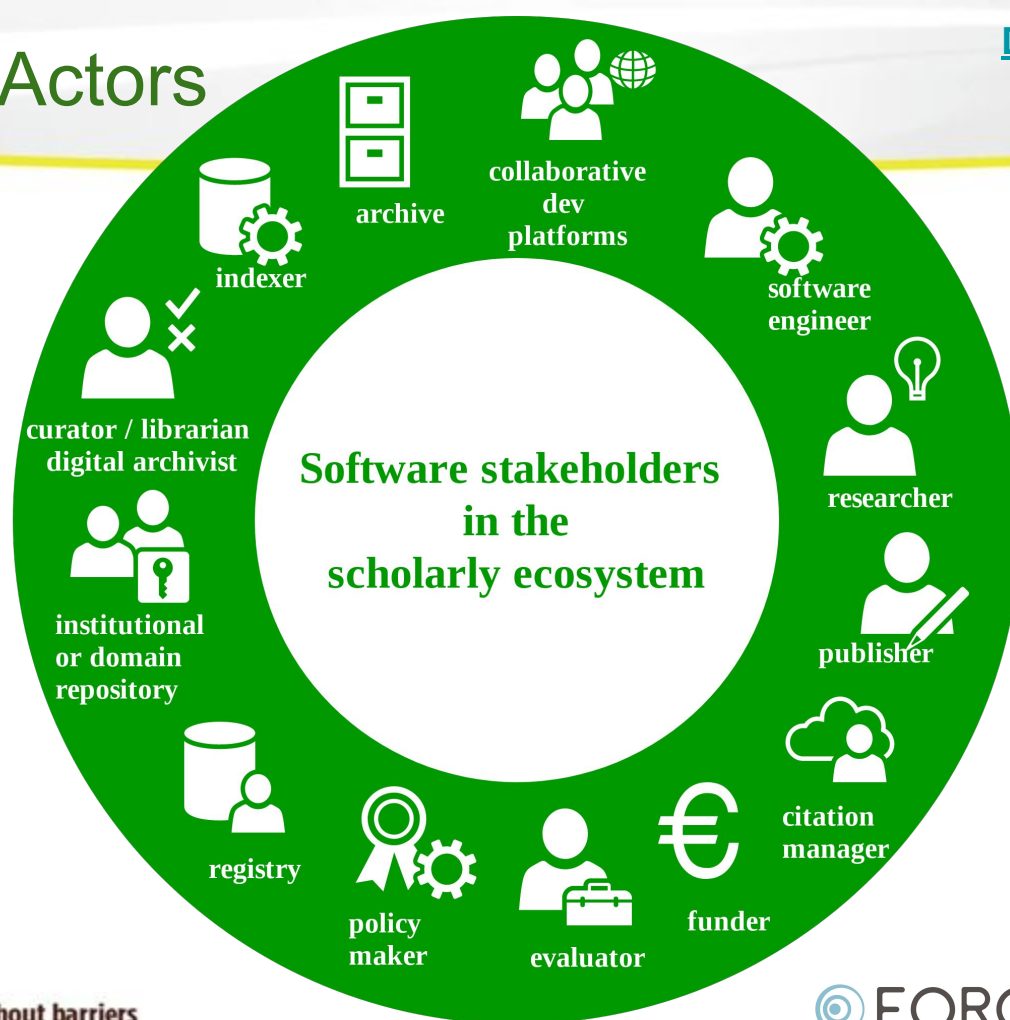 Actors
collaborative
dev
platforms
software
engineer
researcher
publisher
citation
manager
funder
evaluator
policy
maker
registry
institutional
or domain
repository
curator / librarian
digital archivist
indexer
archive
Software stakeholders
in the
scholarly ecosystem
barriers